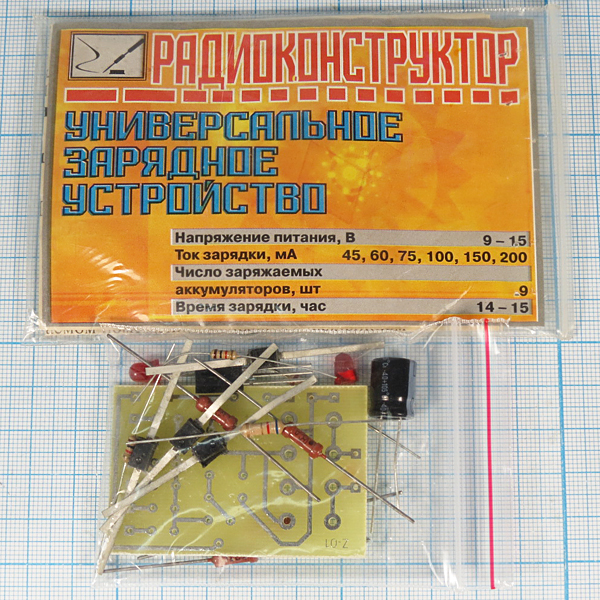 РАДИОКОНСТРУКТОР
УНИВЕРСАЛЬНОЕ
ЗАРЯДНОЕ
УСТРОЙСТВО
Напряжение питания, В 9 – 15
Ток зарядки, мА 45, 60, 75, 100, 150, 200
Число заряжаемых
аккумуляторов, шт 9
Время зарядки, час 14 – 15